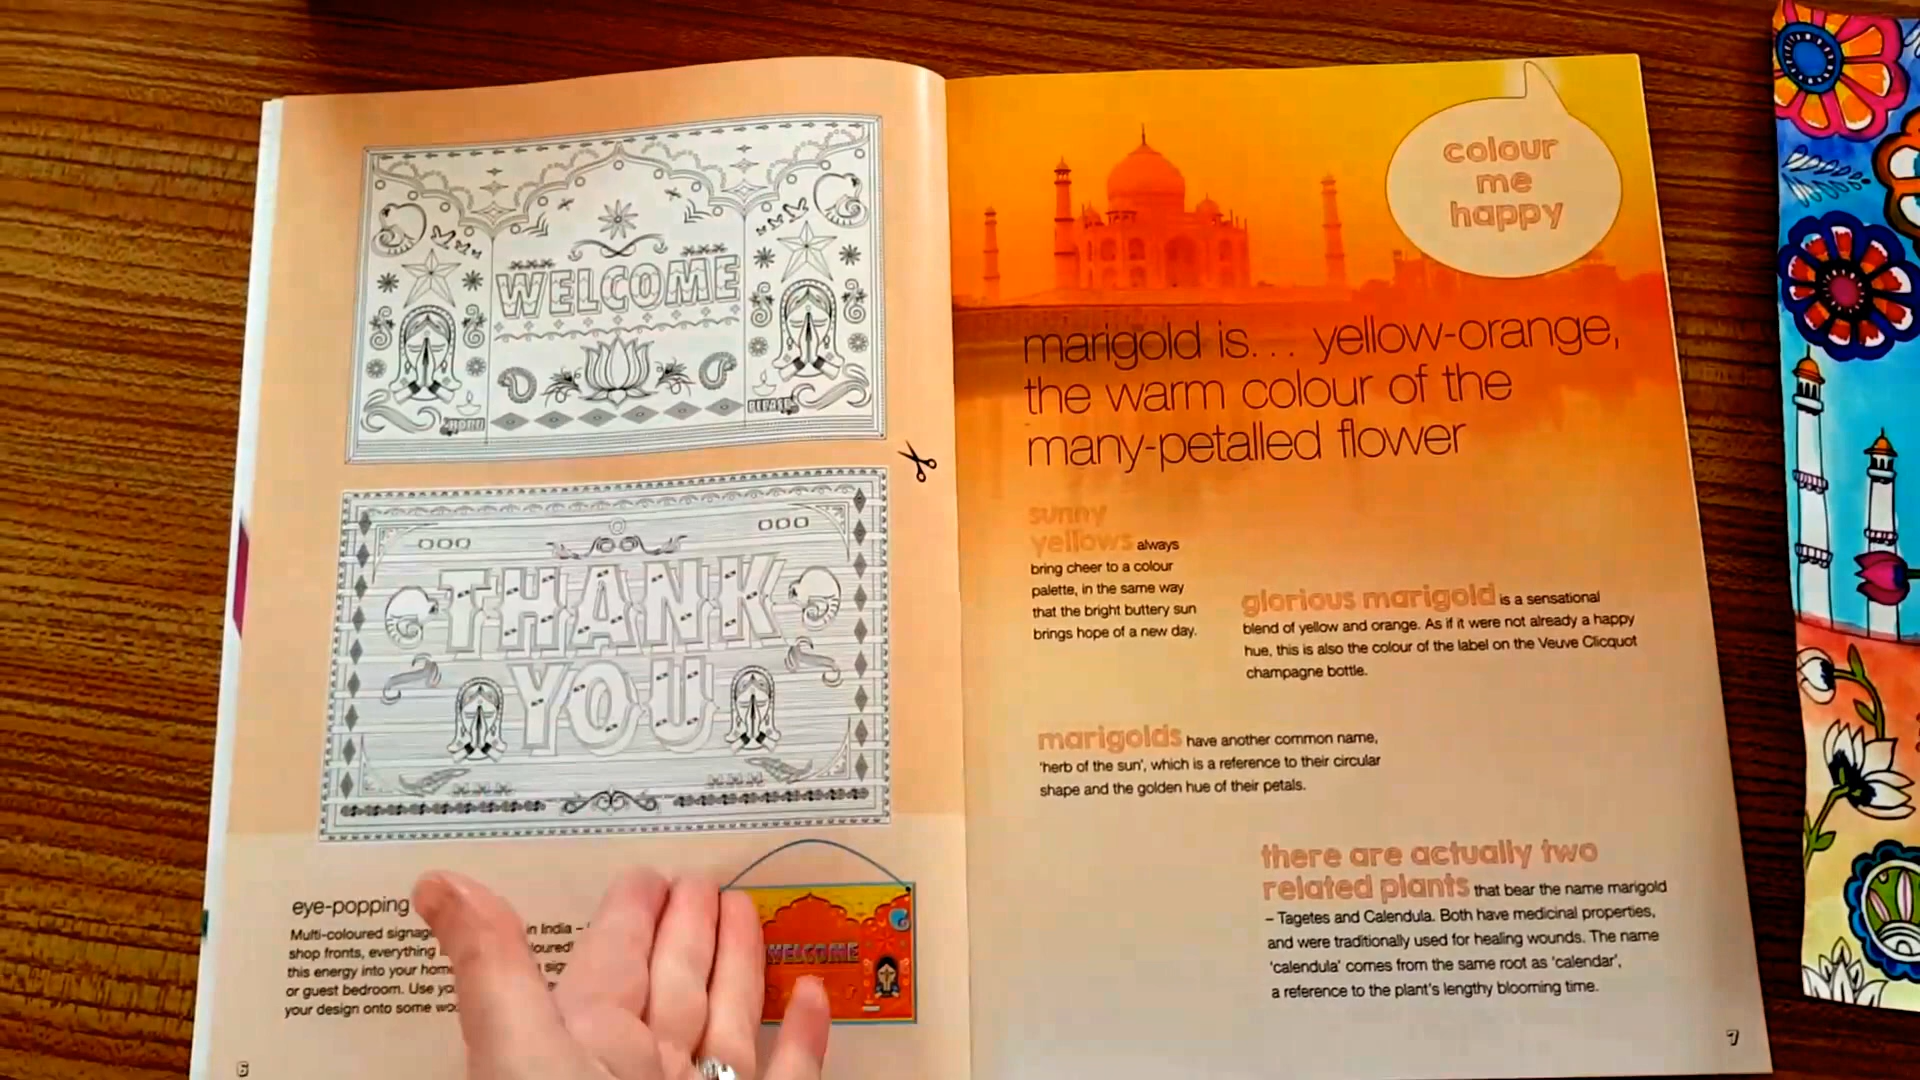 WELCOME
HORN
PLEASE
THANK
YOU
eye-popping
Multi-coloured in India –
shop fronts, everything
this energy into your
or guest bedroom. Use
your design onto some
WELCOME
6
colour
me
happy
marigold is... yellow-orange,
the warm colour of the
many-petalled flower
sunny
yellows always
bring cheer to a colour
palette, in the same way
that the bright buttery sun
brings hope of a new day.
glorious marigold is a sensational
blend of yellow and orange. As if it were not already a happy
hue, this is also the colour of the label on the Veuve Clicquot
champagne bottle.
marigolds have another common name,
'herb of the sun', which is a reference to their circular
shape and the golden hue of their petals.
there are actually two
related plants that bear the name marigold
– Tagetes and Calendula. Both have medicinal properties,
and were traditionally used for healing wounds. The name
'calendula' comes from the same root as 'calendar',
a reference to the plant's lengthy blooming time.
7